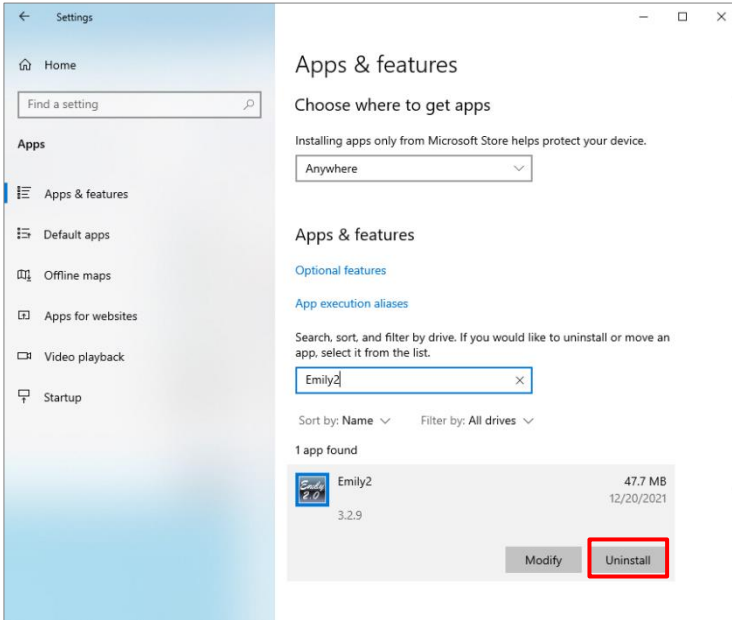 Settings
Home
Find a setting
Apps
Apps & features
Default apps
Offline maps
Apps for websites
Video playback
Startup
Apps & features
Choose where to get apps
Installing apps only from Microsoft Store helps protect your device.
Anywhere
Apps & features
Optional features
App execution aliases
Search, sort, and filter by drive. If you would like to uninstall or move an
app, select it from the list.
Emily2
Sort by: Name Filter by: All drives
1 app found
Emily2 47.7 MB
12/20/2021
2.0
3.2.9
Modify Uninstall